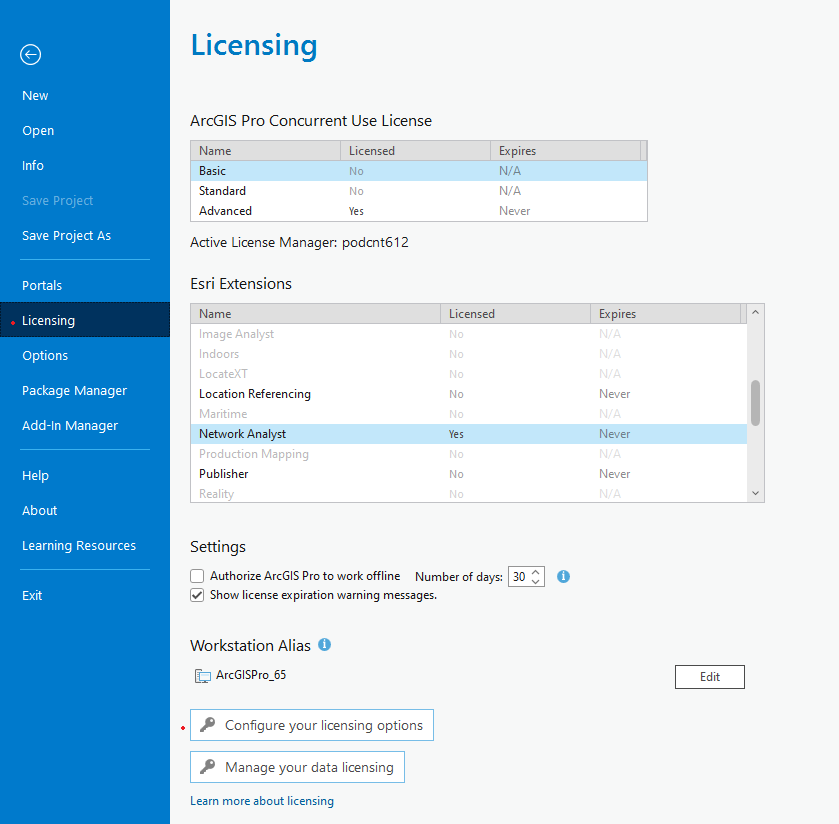 Licensing
New
Open
Info
Save Project
Save Project As
Portals
Licensing
Options
Package Manager
Add-In Manager
Help
About
Learning Resources
Exit
ArcGIS Pro Concurrent Use License
Name Licensed Expires
Basic No N/A
Standard No N/A
Advanced Yes Never
Active License Manager: podcnt612
Esri Extensions
Name Licensed Expires
Image Analyst No N/A
Indoors No N/A
LocateXT No N/A
Location Referencing No Never
Maritime No N/A
Network Analyst Yes Never
Production Mapping No N/A
Publisher No Never
Reality No N/A
Settings
Authorize ArcGIS Pro to work offline Number of days: 30
Show license expiration warning messages.
Workstation Alias
ArcGISPro_65 Edit
Configure your licensing options
Manage your data licensing
Learn more about licensing